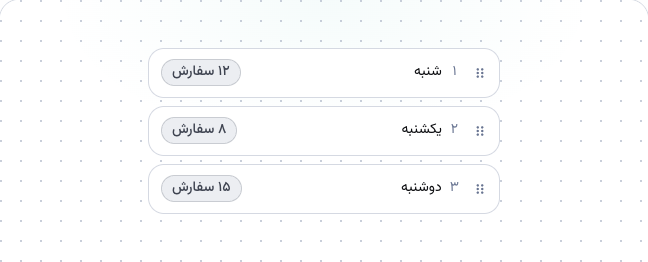 ۱ شنبه ۱۲ سفارش
۲ یکشنبه ۸ سفارش
۳ دوشنبه ۱۵ سفارش